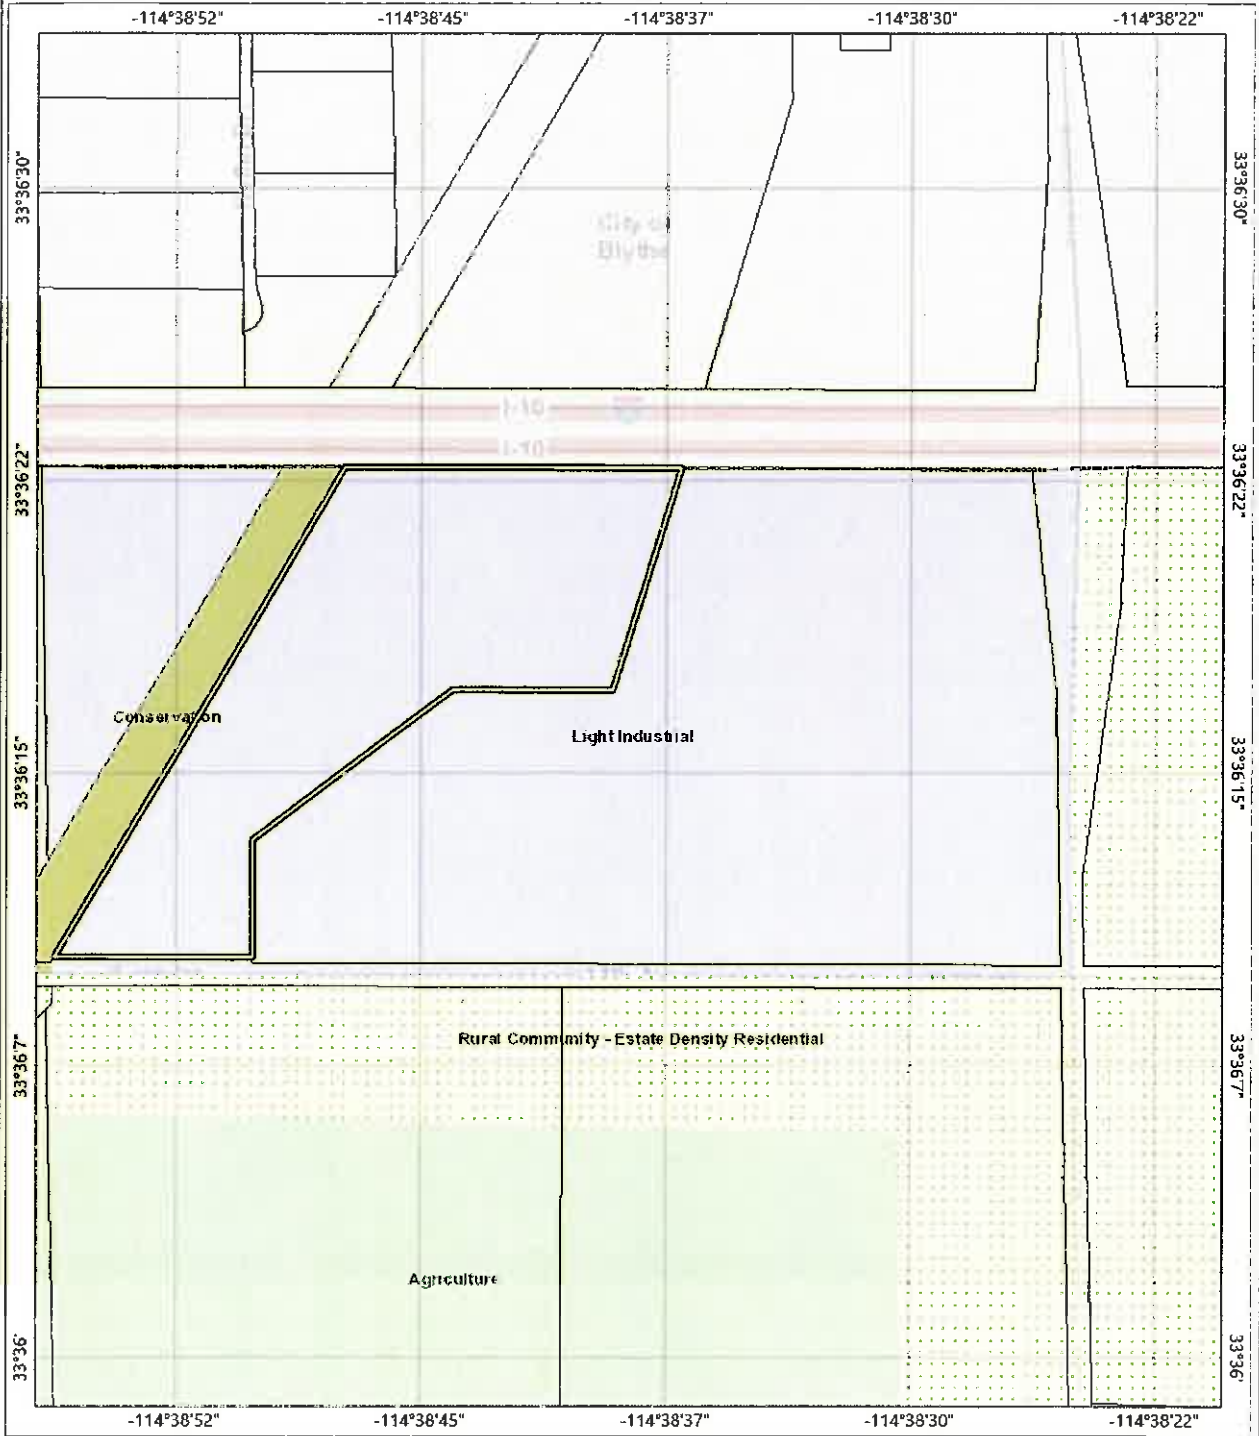 -114°38'52" -114°38'45" -114°38'37" -114°38'30" -114°38'22"
33°36'30" 33°36'30"
City of
Blythe
I-10
I-10
33°36'22" 33°36'22"
Conservation
Light Industrial
33°36'15" 33°36'15"
Rural Community - Estate Density Residential
33°36'7" 33°36'7"
Agriculture
33°36' 33°36'
-114°38'52" -114°38'45" -114°38'37" -114°38'30" -114°38'22"